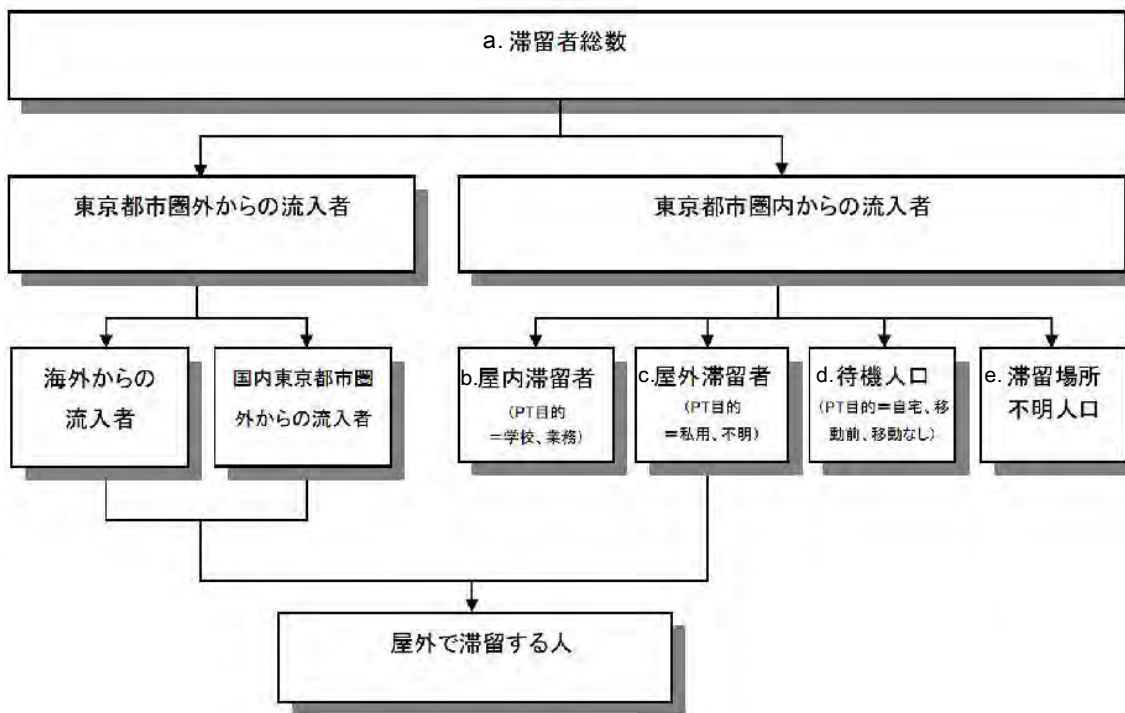 a. 滞留者総数
東京都市圏外からの流入者
東京都市圏内からの流入者
海外からの
流入者
国内東京都市圏
外からの流入者
b.屋内滞留者
(PT目的
=学校、業務)
c.屋外滞留者
(PT目的
=私用、不明)
d.待機人口
(PT目的=自宅、移
動前、移動なし)
e. 滞留場所
不明人口
屋外で滞留する人